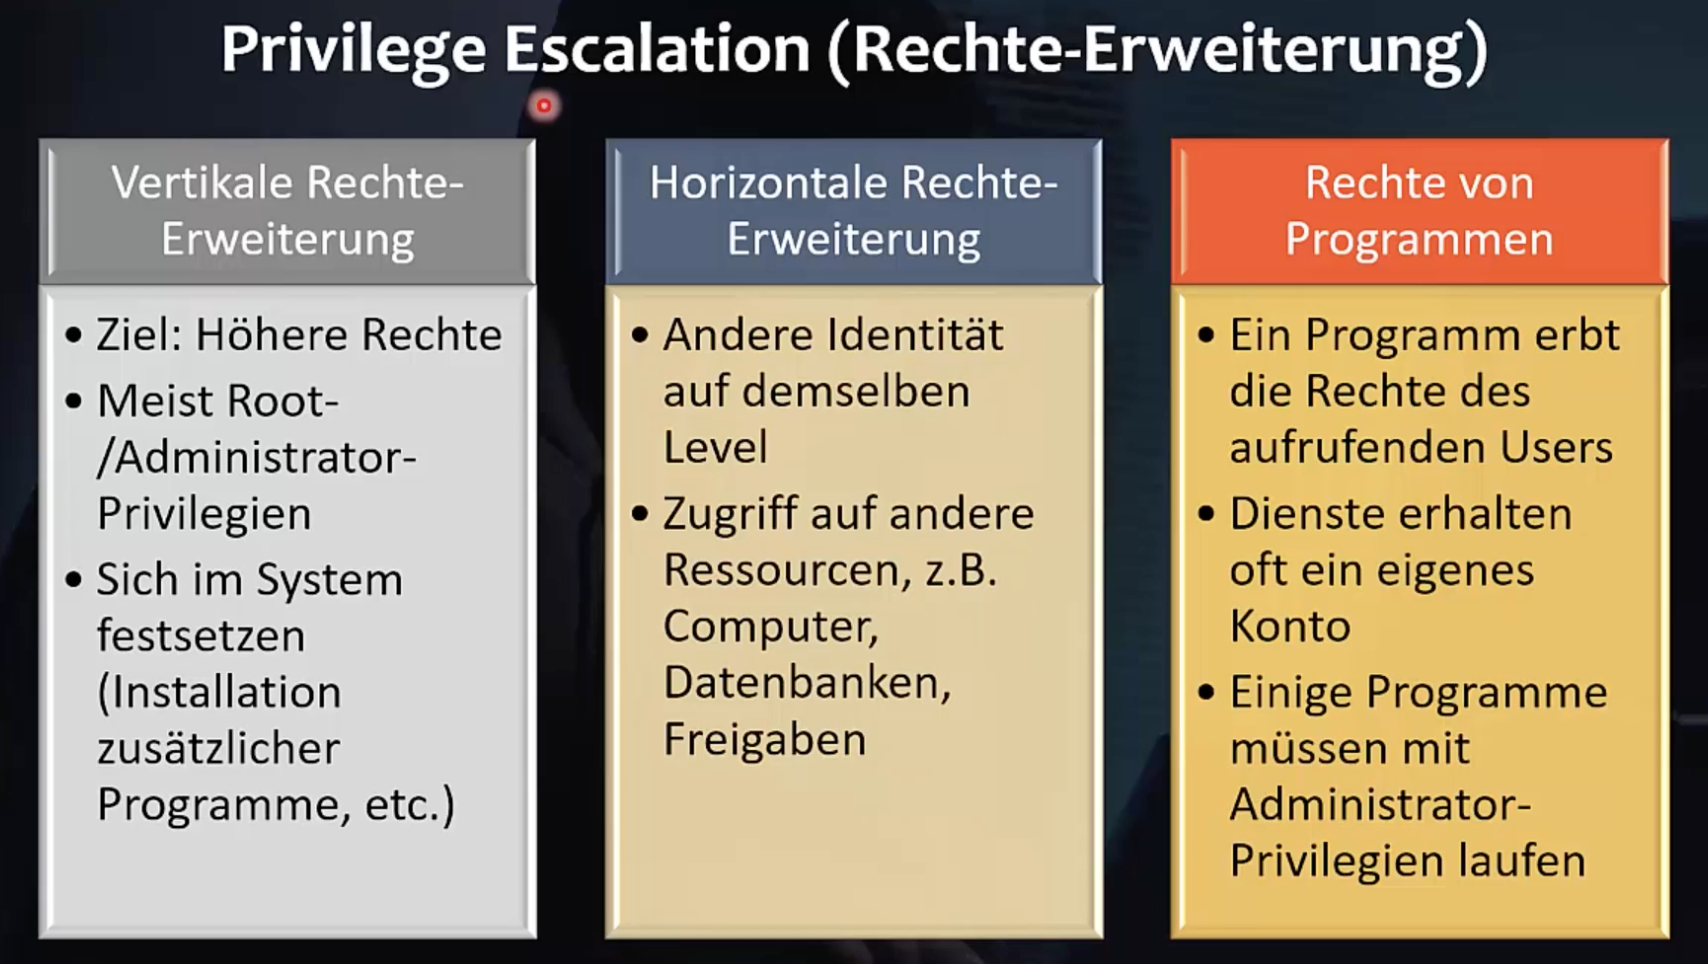 Privilege Escalation (Rechte-Erweiterung)
Vertikale Rechte-
Erweiterung
• Ziel: Höhere Rechte
• Meist Root-
/Administrator-
Privilegien
• Sich im System
festsetzen
(Installation
zusätzlicher
Programme, etc.)
Horizontale Rechte-
Erweiterung
• Andere Identität
auf demselben
Level
• Zugriff auf andere
Ressourcen, z.B.
Computer,
Datenbanken,
Freigaben
Rechte von
Programmen
• Ein Programm erbt
die Rechte des
aufrufenden Users
• Dienste erhalten
oft ein eigenes
Konto
• Einige Programme
müssen mit
Administrator-
Privilegien laufen